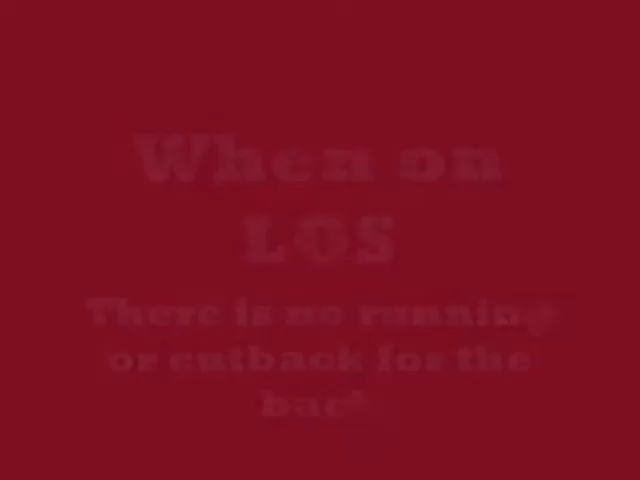 When on
LOS
There is no running
or cutback for the
back